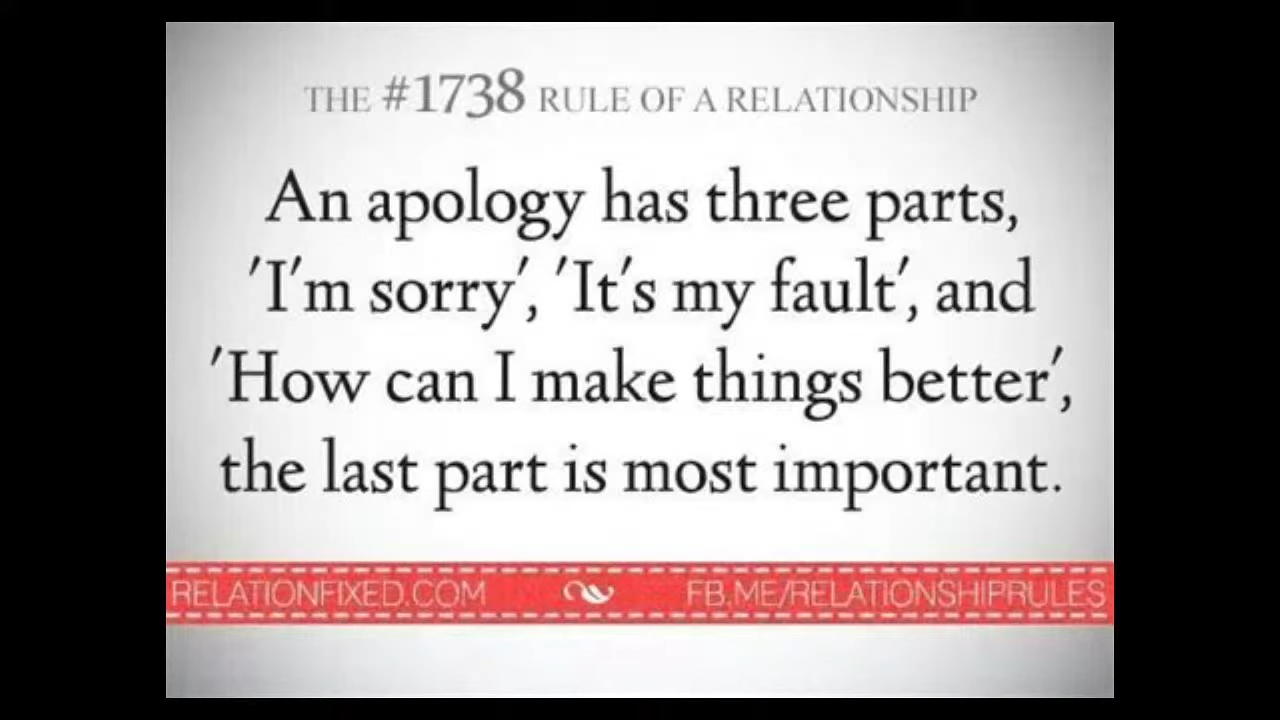 THE #1738 RULE OF A RELATIONSHIP
An apology has three parts,
'I'm sorry', 'It's my fault', and
'How can I make things better',
the last part is most important.
RELATIONFIXED.COM FB.ME/RELATIONSHIPRULES